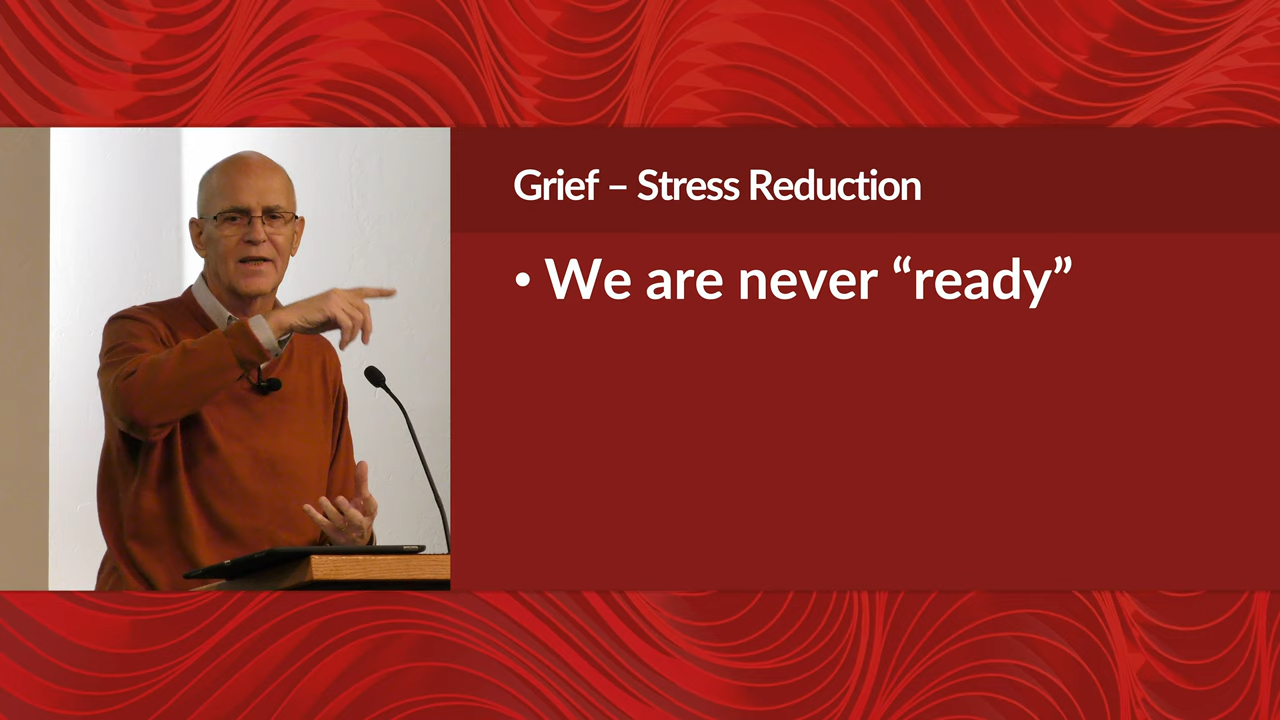 Grief – Stress Reduction
• We are never “ready”